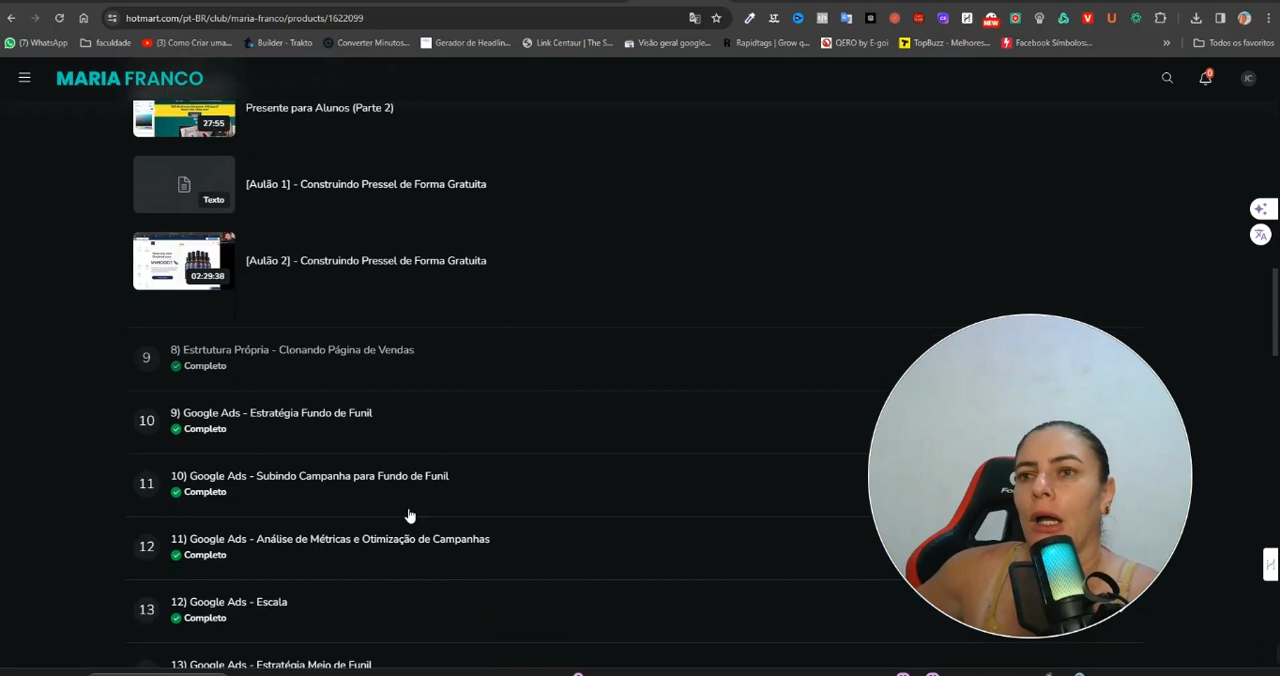 hotmart.com/pt-BR/club/maria-franco/products/1622099
NEW
(7) WhatsApp
faculdade
(3) Como Criar uma...
Builder - Trakto
Converter Minutos...
Gerador de Headlin...
Link Centaur | The S...
Visão geral google...
Rapidtags | Grow q...
QERO by E-goi
TopBuzz - Melhores...
Facebook Símbolos:...
»
Todos os favoritos
MARIA FRANCO
0
JC
27:55
Presente para Alunos (Parte 2)
Texto
[Aulão 1] - Construindo Pressel de Forma Gratuita
02:29:38
[Aulão 2] - Construindo Pressel de Forma Gratuita
9
8) Estrtutura Própria - Clonando Página de Vendas
Completo
10
9) Google Ads - Estratégia Fundo de Funil
Completo
11
10) Google Ads - Subindo Campanha para Fundo de Funil
Completo
12
11) Google Ads - Análise de Métricas e Otimização de Campanhas
Completo
13
12) Google Ads - Escala
Completo
13) Google Ads - Estratégia Meio de Funil